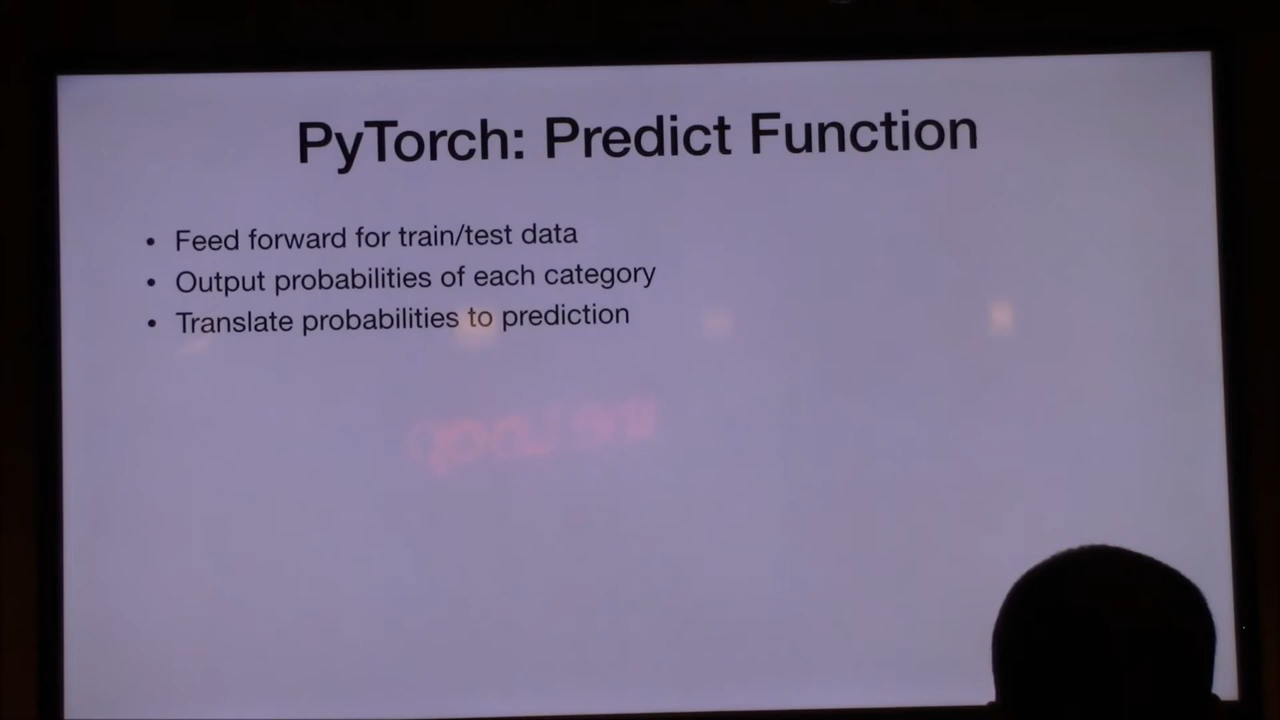 PyTorch: Predict Function
• Feed forward for train/test data
• Output probabilities of each category
• Translate probabilities to prediction